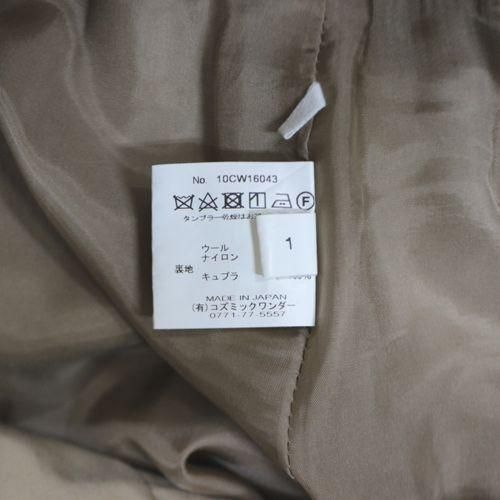 No. 10CW16043
F
タンブラー乾燥はお
ウール
ナイロン
裏地 キュプラ
1
MADE IN JAPAN
(有)コズミックワンダー
0771-77-5557